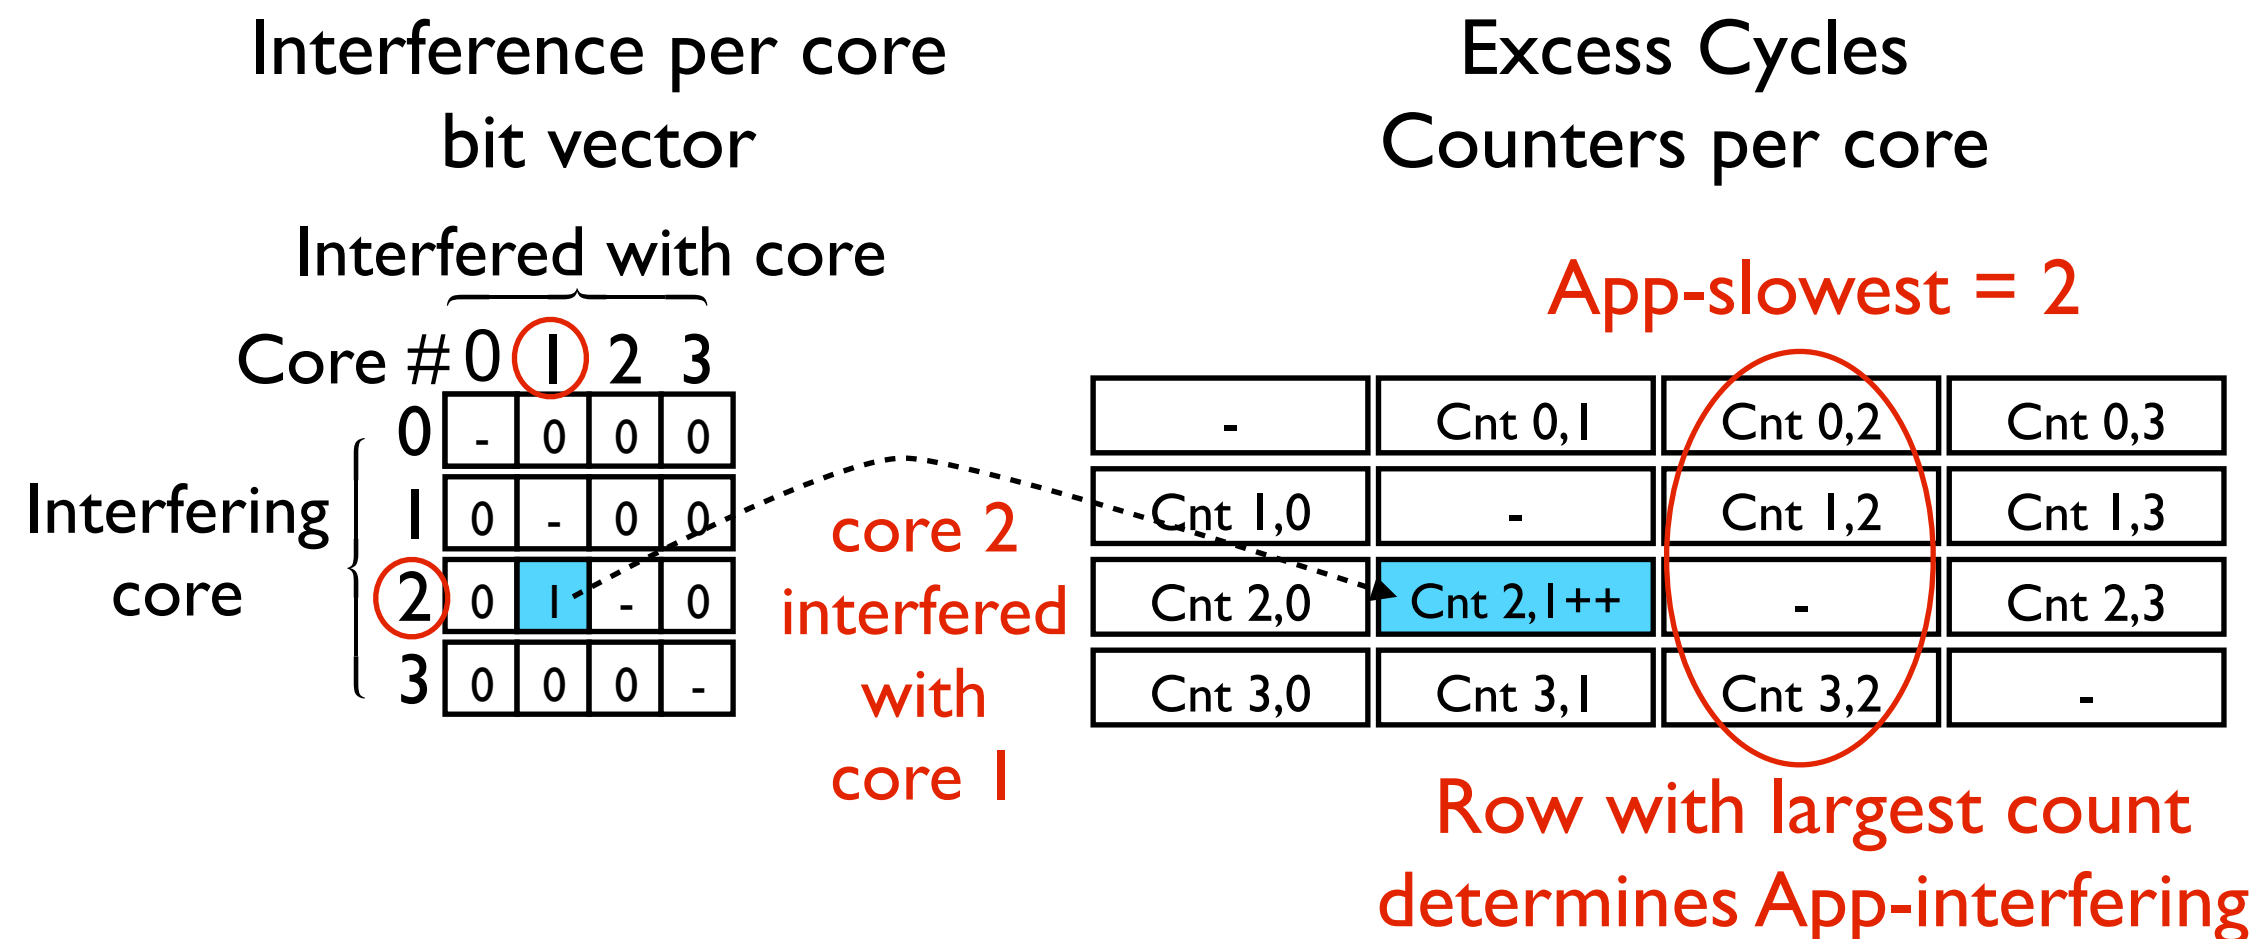 Interference per core
bit vector
Excess Cycles
Counters per core
Interfered with core
App-slowest = 2
Core # 0 1 2 3
Interfering
core
0 - 0 0 0
1 0 - 0 0
2 0 1 - 0
3 0 0 0 -
core 2
interfered
with
core 1
- Cnt 0,1 Cnt 0,2 Cnt 0,3
Cnt 1,0 - Cnt 1,2 Cnt 1,3
Cnt 2,0 Cnt 2,1++ - Cnt 2,3
Cnt 3,0 Cnt 3,1 Cnt 3,2 -
Row with largest count
determines App-interfering